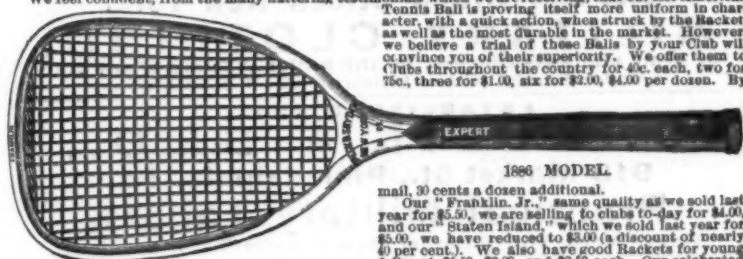 Tennis Ball is proving itself more uniform in char-
acter, with a quick action, when struck by the Racket
as well as the most durable in the market. However
we believe a trial of these Balls by your Club will
convince you of their superiority. We offer them to
Clubs throughout the country for 40c. each, two for
75c., three for $1.00, six for $2.00, $4.00 per dozen. By
EXPERT
1886 MODEL.
mail, 30 cents a dozen additional.
Our "Franklin. Jr.," same quality as we sold last
year for $5.50, we are selling to clubs to-day for $4.00,
and our "Staten Island," which we sold last year for
$5.00, we have reduced to $3.00 (a discount of nearly
40 per cent.). We also have good Rackets for young